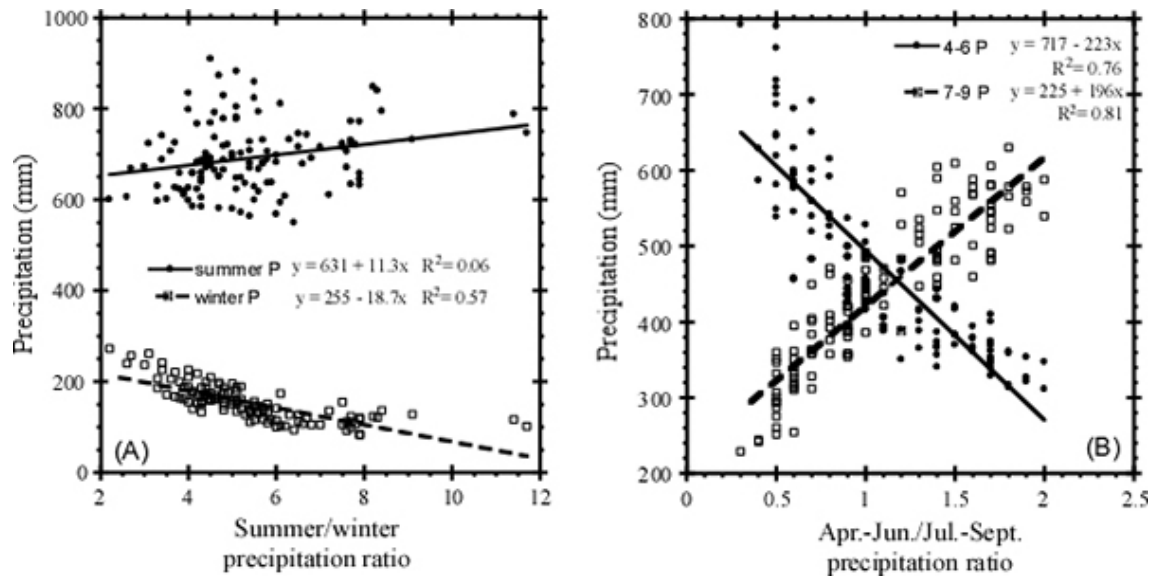 1000
800
600
400
200
0
Precipitation (mm)
summer P y = 631 + 11.3x R²= 0.06
winter P y = 255 - 18.7x R²= 0.57
(A)
2 4 6 8 10 12
Summer/winter
precipitation ratio
800
700
600
500
400
300
200
Precipitation (mm)
4-6 P y = 717 - 223x
R²= 0.76
7-9 P y = 225 + 196x
R²= 0.81
(B)
0 0.5 1 1.5 2 2.5
Apr.-Jun./Jul.-Sept.
precipitation ratio